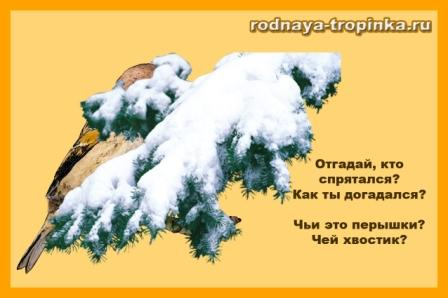 rodnaya-tropinka.ru
Отгадай, кто
спрятался?
Как ты догадался?
Чьи это перышки?
Чей хвостик?